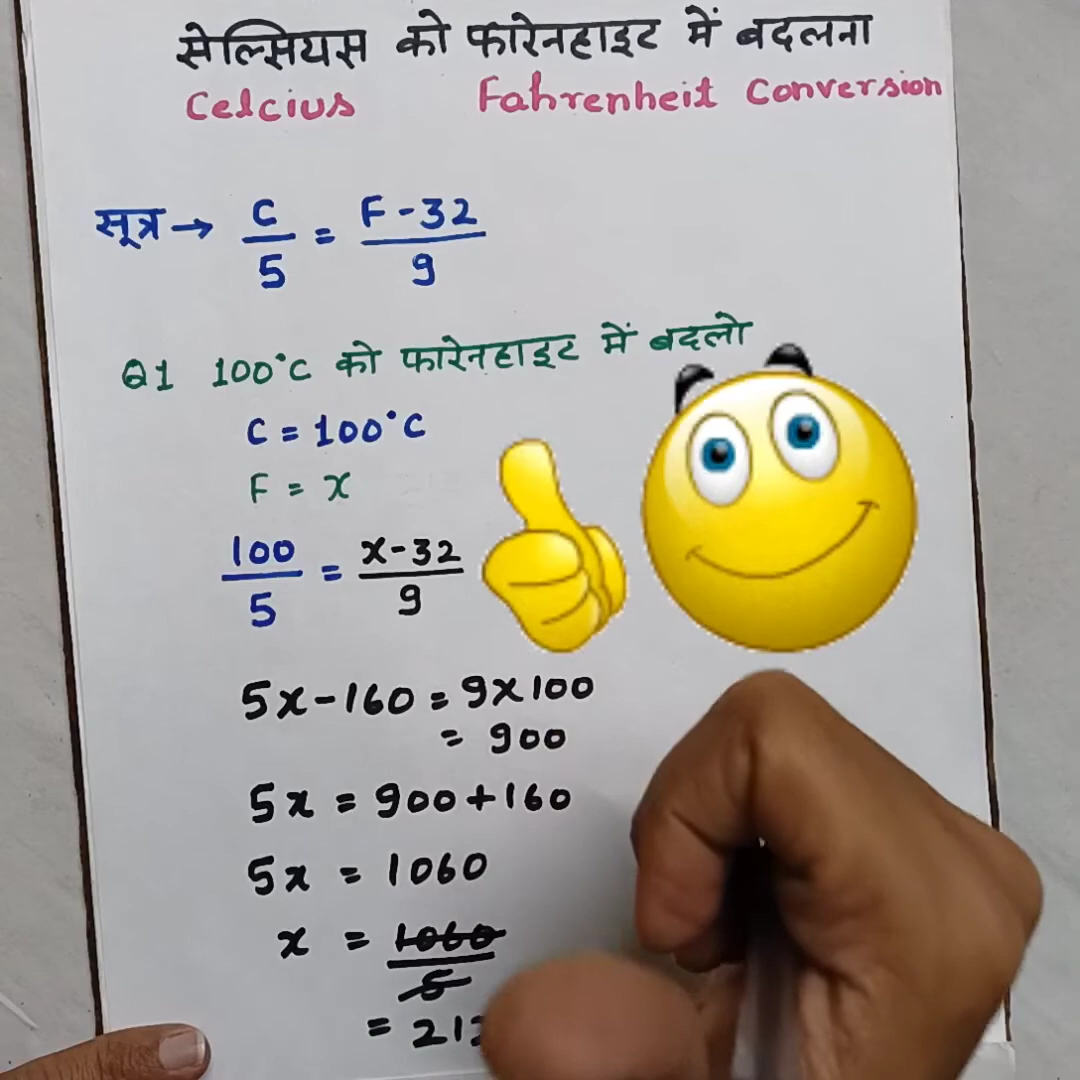 सेल्सियस को फारेनहाइट में बदलना
Celcius Fahrenheit Conversion
सूत्र → C/5 = F-32/9
Q1 100°C को फारेनहाइट में बदलो
C = 100°C
F = x
100/5 = x-32/9
5x-160 = 9x100
= 900
5x = 900+160
5x = 1060
x = 1060/5
= 212